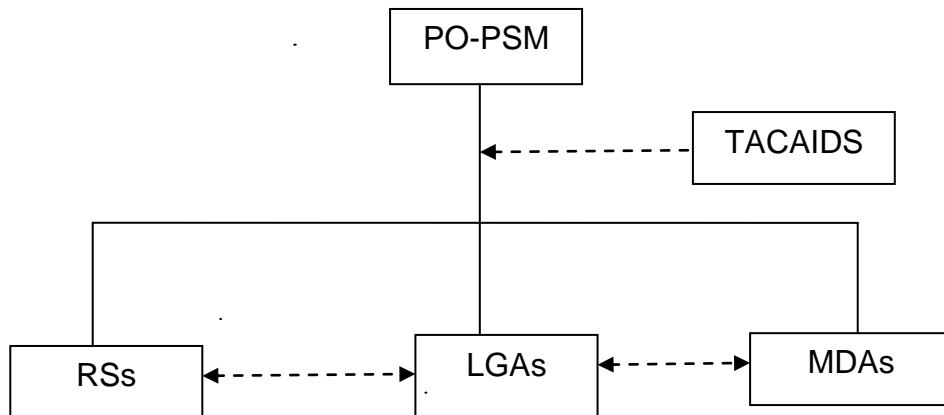 PO-PSM
TACAIDS
RSs
LGAs
MDAs